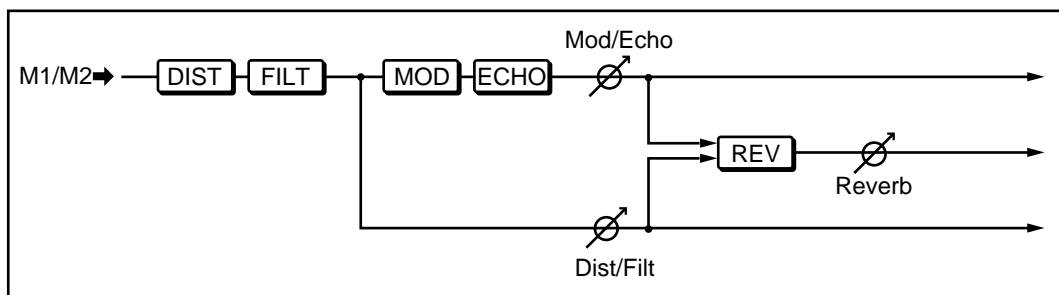 Mod/Echo
M1/M2 DIST FILT MOD ECHO
REV
Reverb
Dist/Filt